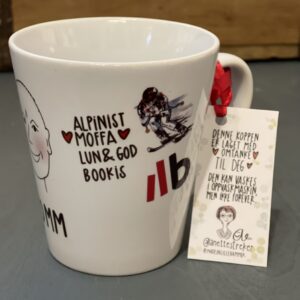 ALPINIST
MOFFA
LUN & GOD
BOOKIS
b
MM
DENNE KOPPEN
ER LAGET MED
OMTANKE
TIL DEG
DEN KAN VASKES
I OPPVASKMASKIN
MEN IKKE FOREVER.
@anettestreker